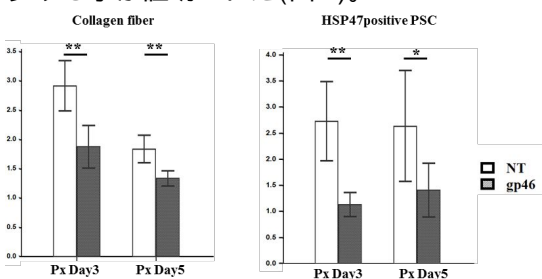 Collagen fiber
HSP47positive PSC
3.5
3.0
2.5
2.0
1.5
1.0
0.5
0.0
**
**
Px Day3
Px Day5
4.0
3.5
3.0
2.5
2.0
1.5
1.0
0.5
0.0
**
*
Px Day3
Px Day5
NT
gp46